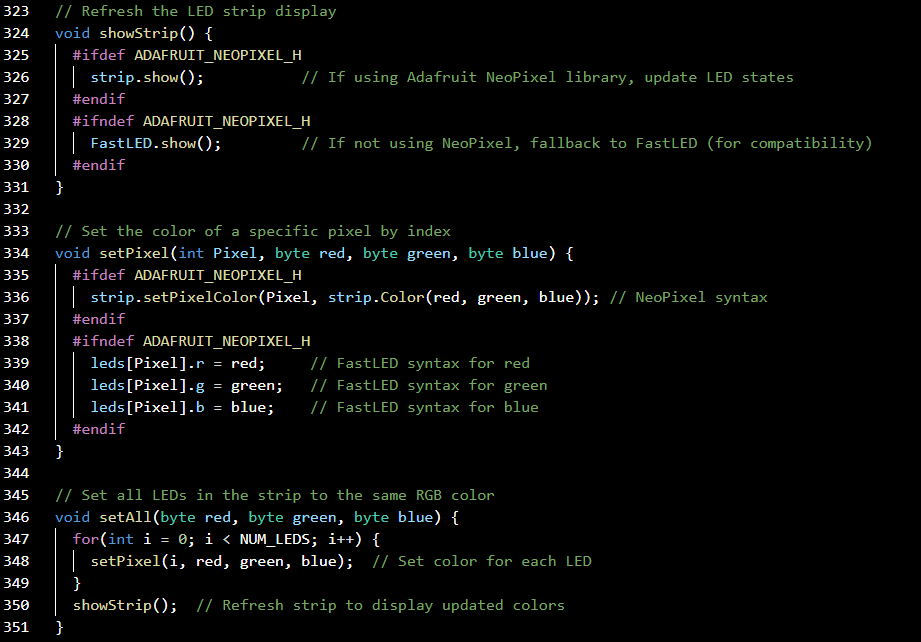 323 // Refresh the LED strip display
324 void showStrip() {
325 #ifdef ADAFRUIT_NEOPIXEL_H
326 strip.show(); // If using Adafruit NeoPixel library, update LED states
327 #endif
328 #ifndef ADAFRUIT_NEOPIXEL_H
329 FastLED.show(); // If not using NeoPixel, fallback to FastLED (for compatibility)
330 #endif
331 }
332
333 // Set the color of a specific pixel by index
334 void setPixel(int Pixel, byte red, byte green, byte blue) {
335 #ifdef ADAFRUIT_NEOPIXEL_H
336 strip.setPixelColor(Pixel, strip.Color(red, green, blue)); // NeoPixel syntax
337 #endif
338 #ifndef ADAFRUIT_NEOPIXEL_H
339 leds[Pixel].r = red; // FastLED syntax for red
340 leds[Pixel].g = green; // FastLED syntax for green
341 leds[Pixel].b = blue; // FastLED syntax for blue
342 #endif
343 }
344
345 // Set all LEDs in the strip to the same RGB color
346 void setAll(byte red, byte green, byte blue) {
347 for(int i = 0; i < NUM_LEDS; i++) {
348 setPixel(i, red, green, blue); // Set color for each LED
349 }
350 showStrip(); // Refresh strip to display updated colors
351 }